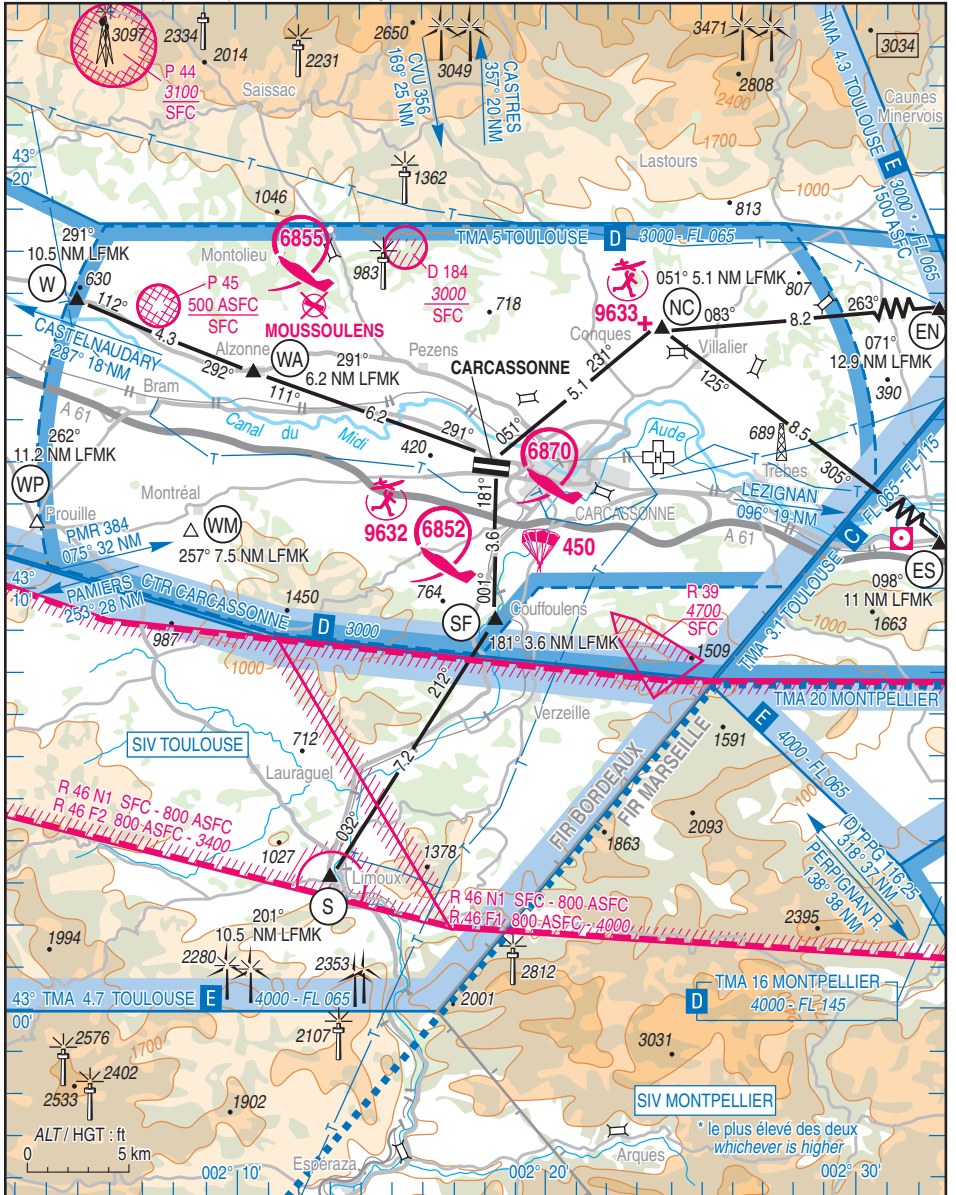 3097
2334
2014
2231
2650
3049
3471
2808
3034
P 44
3100
SFC
Saissac
CYU 356
169° 25 NM
CASTRES
357° 20 NM
2400
1700
TMA 4.3 TOULOUSE
E
3000 * - FL 065
1500 ASFC
Caunes
Minervois
43°
20'
1362
Lastours
1000
1046
813
6855
TMA 5 TOULOUSE
D
3000 - FL 065
291°
10.5 NM LFMK
W
630
Montolieu
983
D 184
3000
SFC
718
051° 5.1 NM LFMK
9633
NC
807
083°
8.2
263°
EN
071°
12.9 NM LFMK
390
P 45
500 ASFC
SFC
MOUSSOULENS
Conques
Villalier
112°
4.3
292°
CASTELNAUDARY
287° 18 NM
Alzonne
WA
291°
6.2 NM LFMK
Pezens
CARCASSONNE
231°
5.1
051°
125°
8.5
305°
Bram
111°
6.2
291°
A 61
Canal du Midi
420
6870
Aude
689
Trèbes
262°
11.2 NM LFMK
WP
Prouille
Montréal
WM
257° 7.5 NM LFMK
9632
6852
181°
3.6
001°
CARCASSONNE
450
LEZIGNAN
096° 19 NM
A 61
C
FL 065 - FL 115
TMA 3.1 TOULOUSE
ES
098°
11 NM LFMK
1663
1000
PMR 384
075° 32 NM
43°
10'
PAMIERS
253° 28 NM
CTR CARCASSONNE
D
3000
1450
987
1000
764
SF
Couffoulens
181° 3.6 NM LFMK
R 39
4700
SFC
1509
TMA 20 MONTPELLIER
212°
7.2
032°
Verzeille
SIV TOULOUSE
712
Lauraguel
E
4000 - FL065
1591
FIR BORDEAUX
FIR MARSEILLE
100
R 46 N1 SFC - 800 ASFC
R 46 F2 800 ASFC - 3400
1027
1378
1863
2093
(D) PPG 116.25
318° 37 NM
PERPIGNAN R.
138° 38 NM
Limoux
S
201°
10.5 NM LFMK
R 46 N1 SFC - 800 ASFC
R 46 F1 800 ASFC - 4000
2395
1994
2280
2353
2812
43°
00'
TMA 4.7 TOULOUSE
E
4000 - FL 065
2001
D
TMA 16 MONTPELLIER
4000 - FL 145
2107
2576
1700
2402
2533
1902
3031
SIV MONTPELLIER
* le plus élevé des deux
whichever is higher
ALT / HGT : ft
0
5 km
002° 10'
Espéraza
002° 20'
Arques
002° 30'